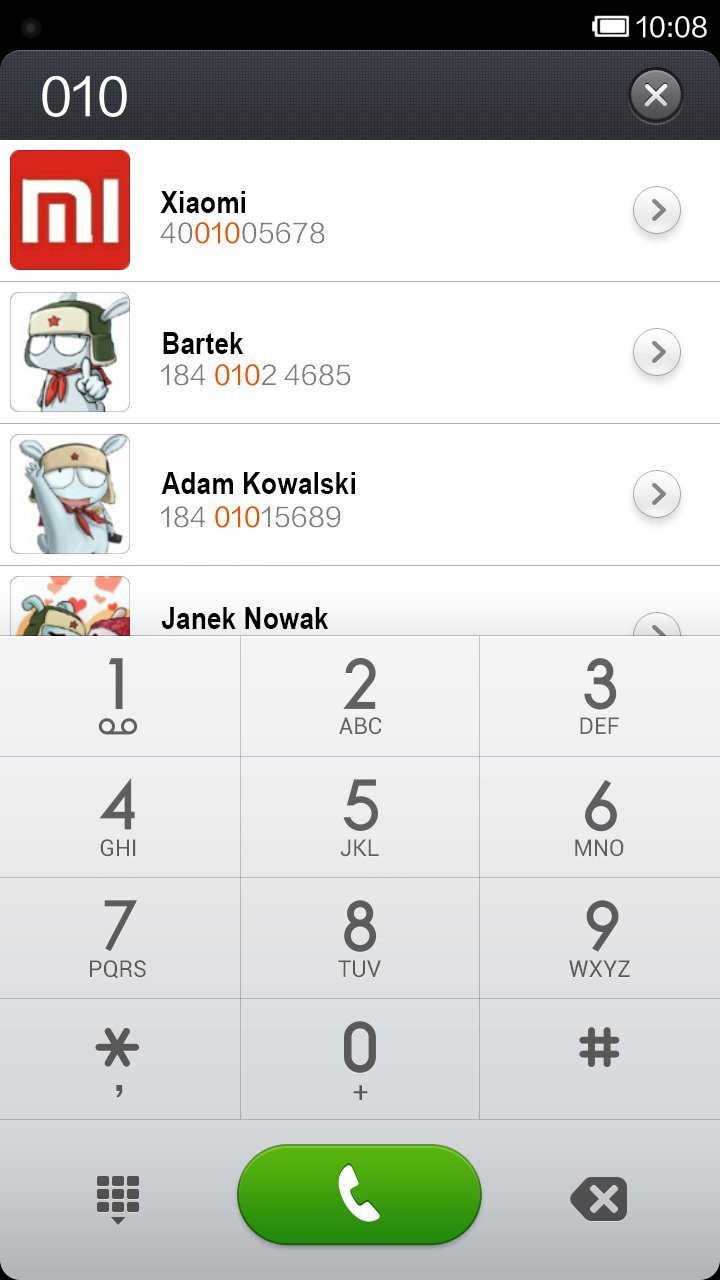 10:08
010
Xiaomi
4001005678
Bartek
184 0102 4685
Adam Kowalski
184 01015689
Janek Nowak
1 2 3
ABC DEF
4 5 6
GHI JKL MNO
7 8 9
PQRS TUV WXYZ
* 0 #
, +